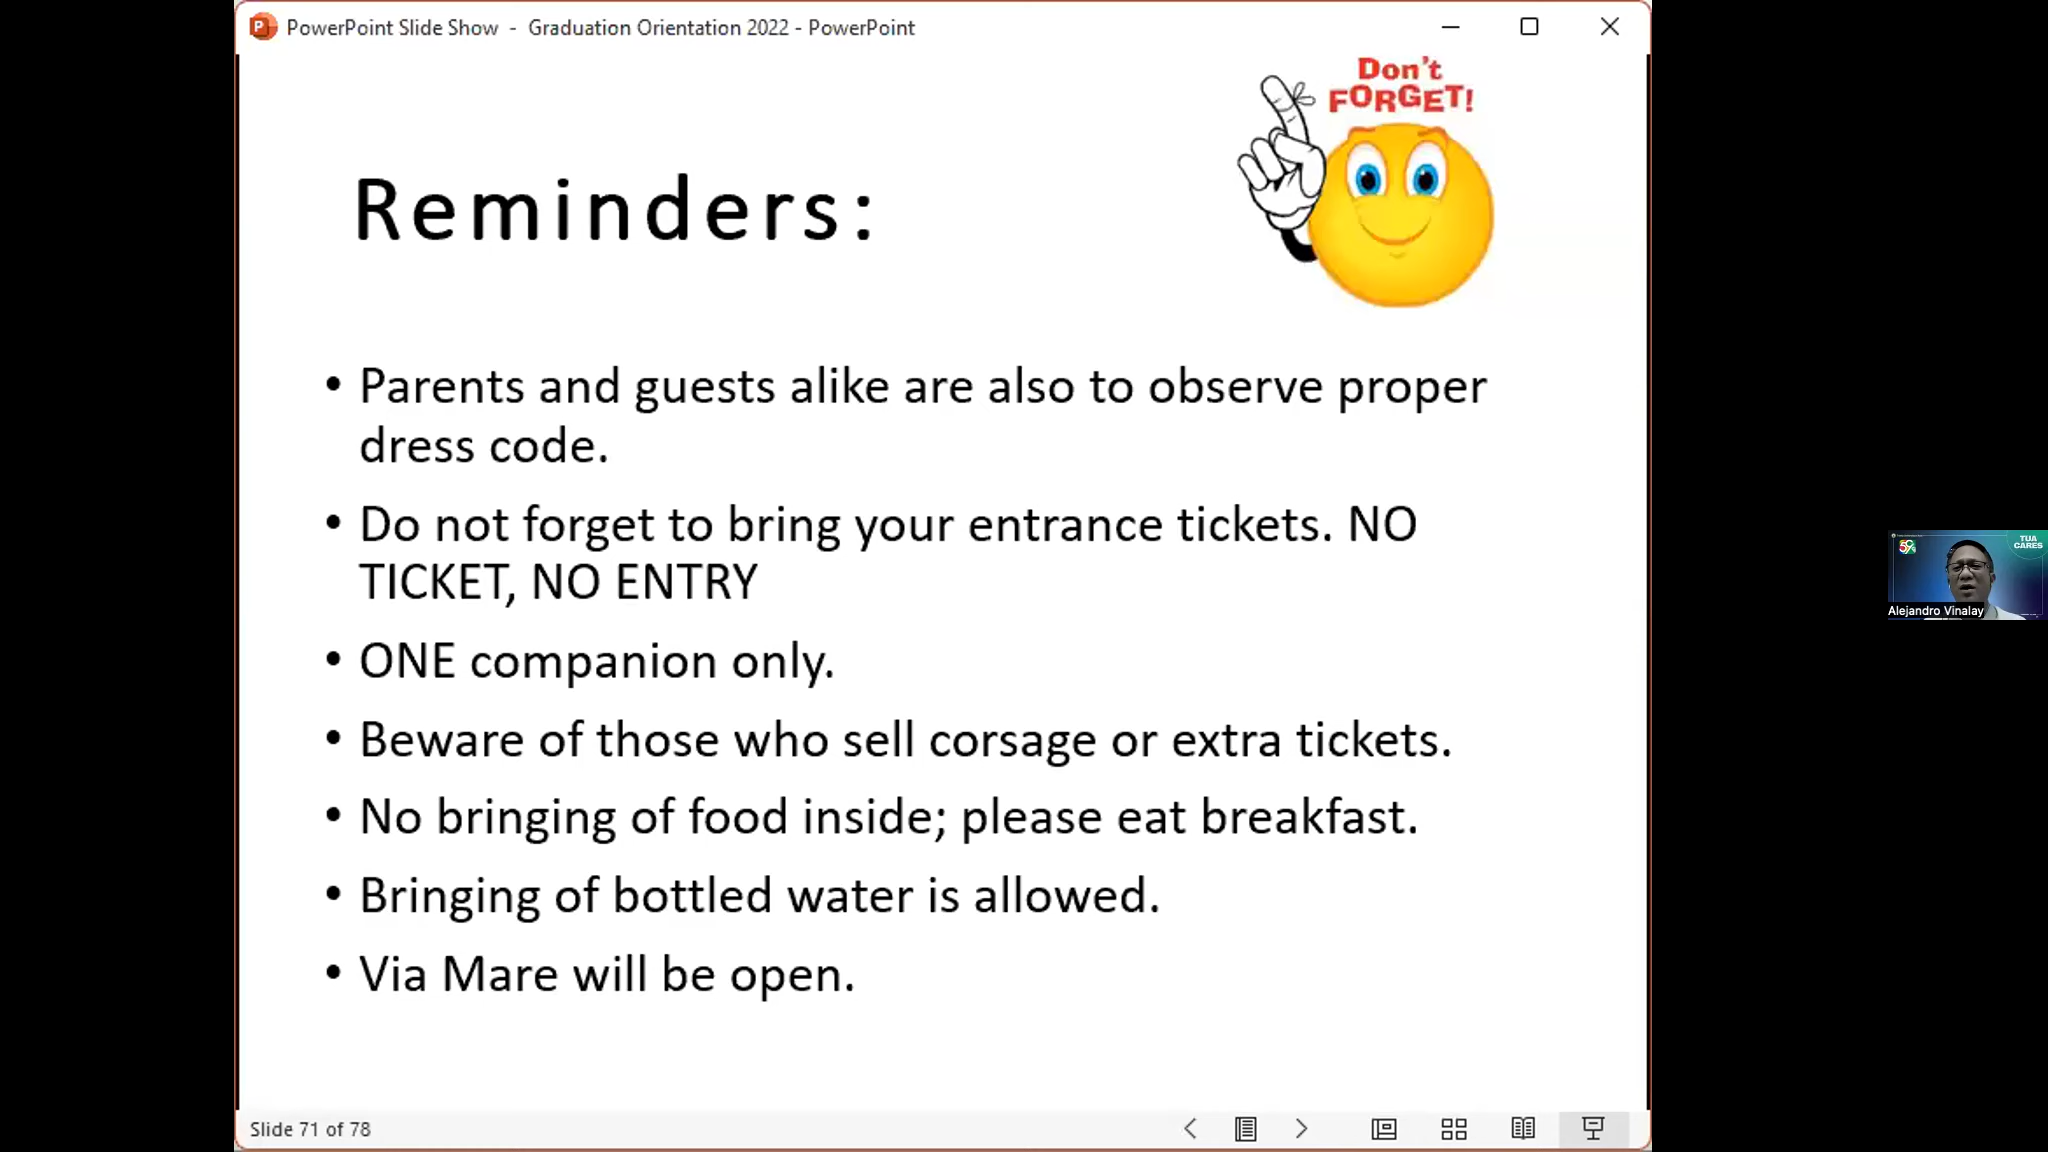 PowerPoint Slide Show - Graduation Orientation 2022 - PowerPoint
Don't
FORGET!
Reminders:
• Parents and guests alike are also to observe proper
dress code.
• Do not forget to bring your entrance tickets. NO
TICKET, NO ENTRY
• ONE companion only.
• Beware of those who sell corsage or extra tickets.
• No bringing of food inside; please eat breakfast.
• Bringing of bottled water is allowed.
• Via Mare will be open.
TUA
CARES
Alejandro Vinalay
Slide 71 of 78